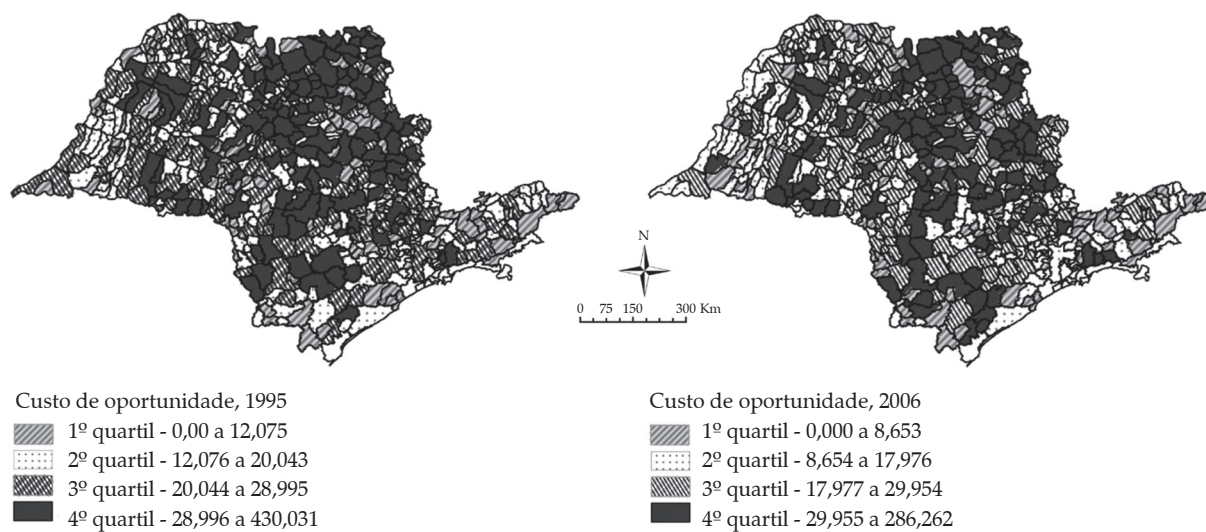 N
0 75 150 300 Km
Custo de oportunidade, 1995
1º quartil - 0,00 a 12,075
2º quartil - 12,076 a 20,043
3º quartil - 20,044 a 28,995
4º quartil - 28,996 a 430,031
Custo de oportunidade, 2006
1º quartil - 0,000 a 8,653
2º quartil - 8,654 a 17,976
3º quartil - 17,977 a 29,954
4º quartil - 29,955 a 286,262